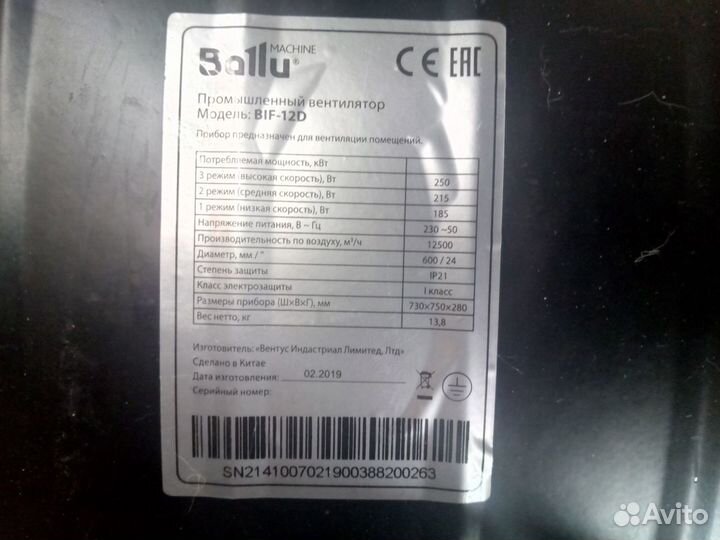 Ballu MACHINE ® CE EAC
Промышленный вентилятор
Модель: BIF-12D
Прибор предназначен для вентиляции помещений.
Потребляемая мощность, кВт
3 режим (высокая скорость), Вт 250
2 режим (средняя скорость), Вт 215
1 режим (низкая скорость), Вт 185
Напряжение питания, В ~ Гц 230 ~50
Производительность по воздуху, м³/ч 12500
Диаметр, мм / " 600 / 24
Степень защиты IP21
Класс электрозащиты I класс
Размеры прибора (Ш×В×Г), мм 730×750×280
Вес нетто, кг 13,8
Изготовитель: «Вентус Индастриал Лимитед, Лтд»
Сделано в Китае
Дата изготовления: 02.2019
Серийный номер:
SN2141007021900388200263
Avito